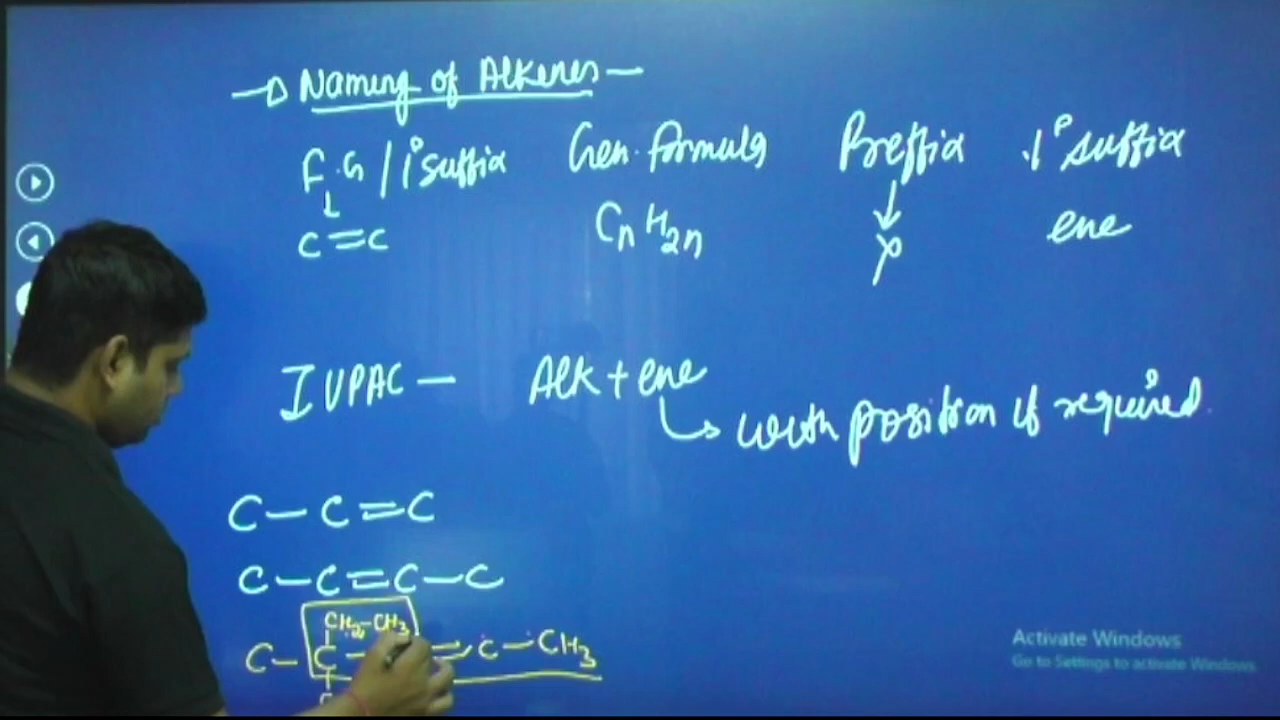 Naming of Alkenes
F.G / 1° suffix Gen. formula Preffix 1° suffix
C=C CnH2n x ene
IUPAC — Alk + ene
with position if required.
C—C=C
C—C=C—C
CH2—CH3
C—C— =C—CH3
Activate Windows
Go to Settings to activate Windows.